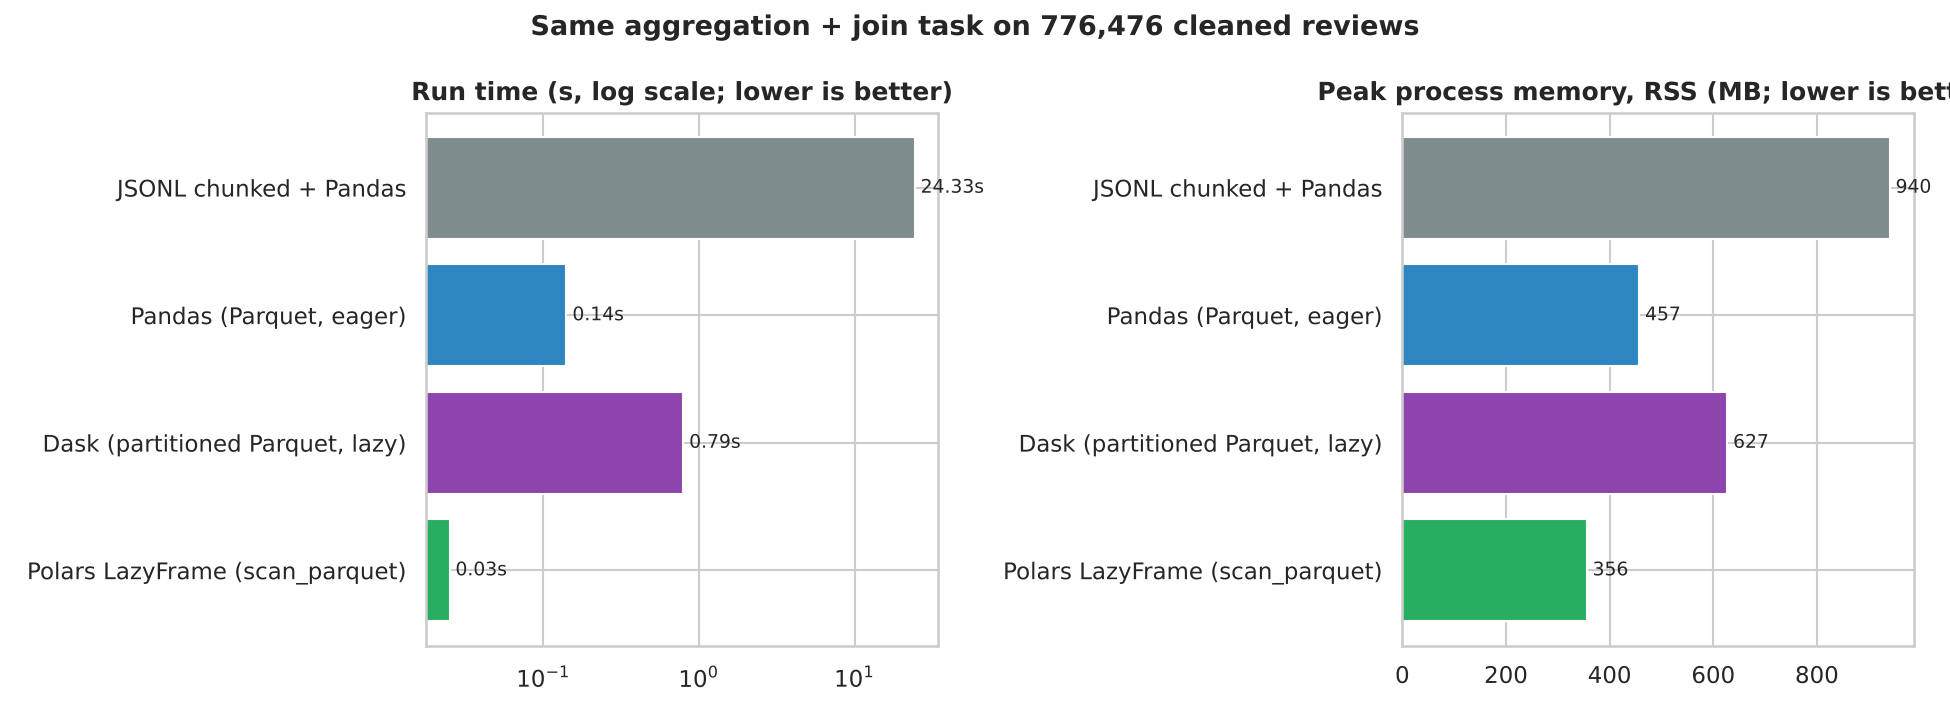 Same aggregation + join task on 776,476 cleaned reviews
Run time (s, log scale; lower is better)
JSONL chunked + Pandas
24.33s
Pandas (Parquet, eager)
0.14s
Dask (partitioned Parquet, lazy)
0.79s
Polars LazyFrame (scan_parquet)
0.03s
10⁻¹ 10⁰ 10¹
Peak process memory, RSS (MB; lower is bett
JSONL chunked + Pandas
940
Pandas (Parquet, eager)
457
Dask (partitioned Parquet, lazy)
627
Polars LazyFrame (scan_parquet)
356
0 200 400 600 800